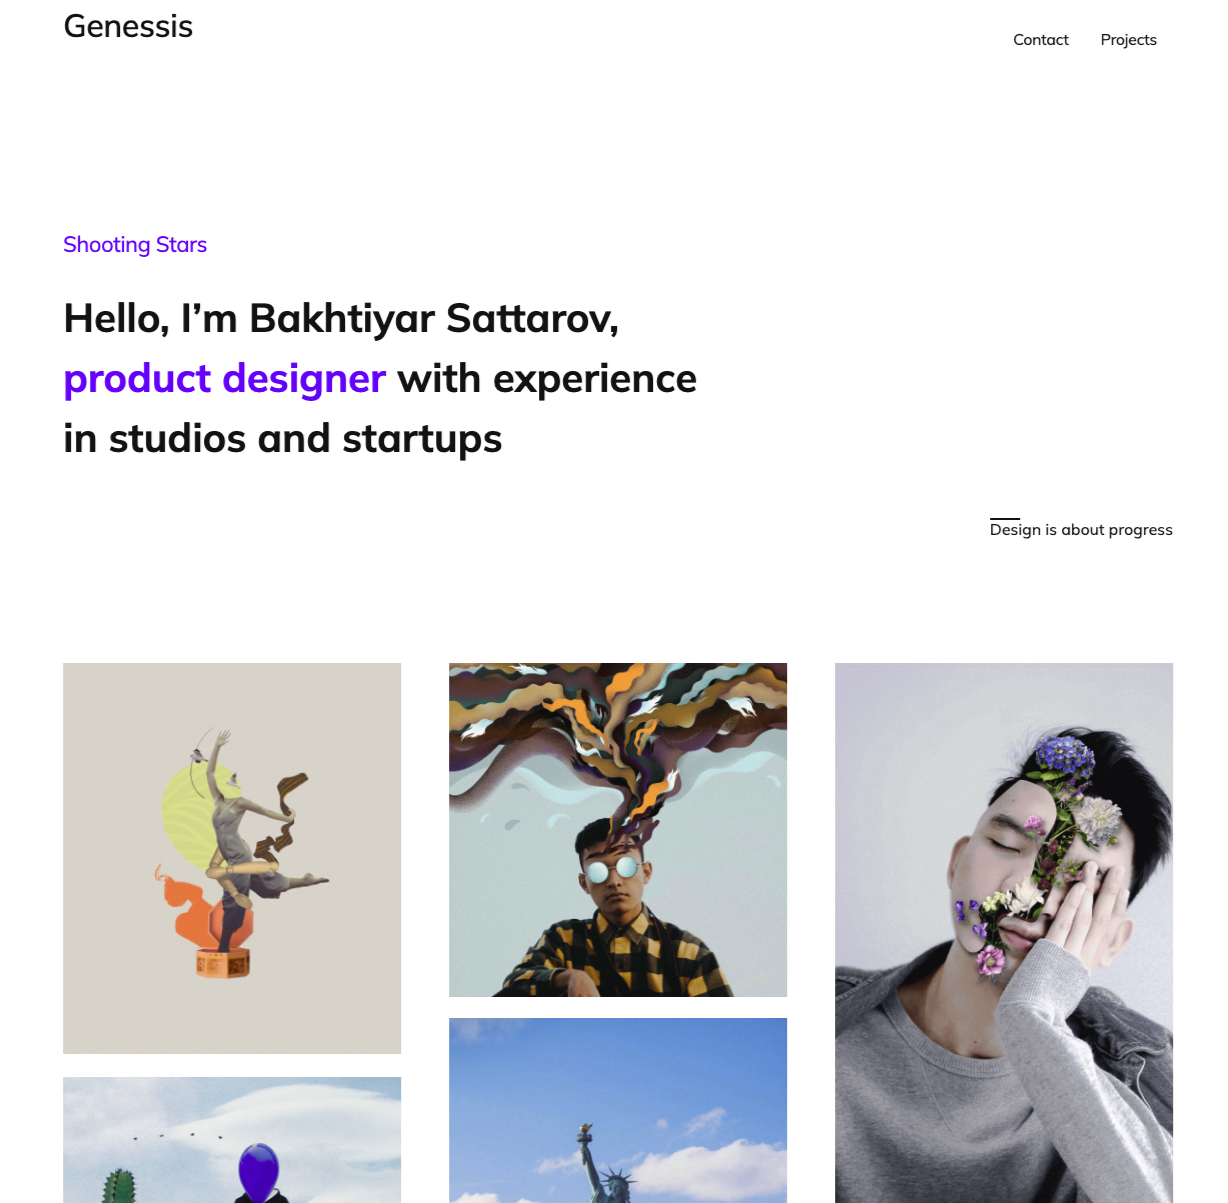 Genessis
Contact Projects
Shooting Stars
Hello, I’m Bakhtiyar Sattarov,
product designer with experience
in studios and startups
Design is about progress